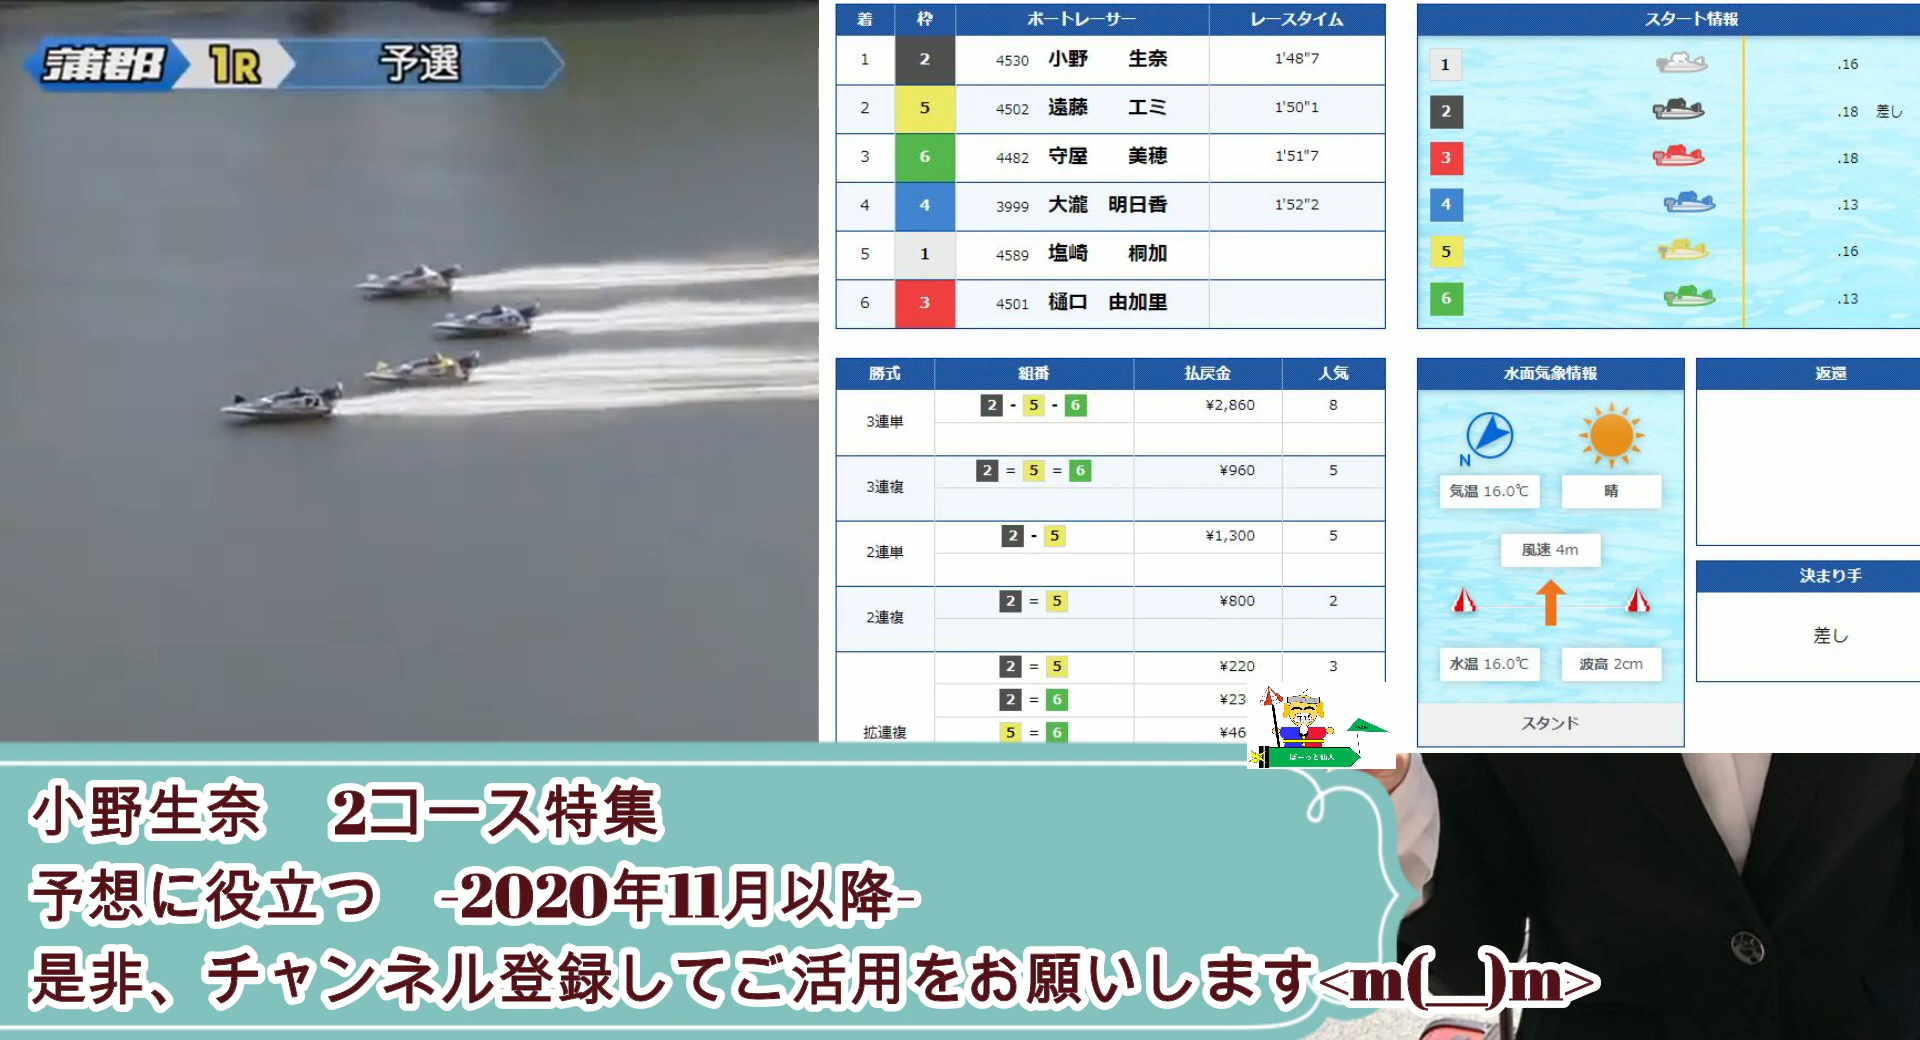 蒲郡 1R 予選
着 枠 ボートレーサー レースタイム
1 2 4530 小野 生奈 1'48"7
2 5 4502 遠藤 エミ 1'50"1
3 6 4482 守屋 美穂 1'51"7
4 4 3999 大瀧 明日香 1'52"2
5 1 4589 塩崎 桐加
6 3 4501 樋口 由加里
スタート情報
1 .16
2 .18 差し
3 .18
4 .13
5 .16
6 .13
勝式 組番 払戻金 人気
3連単 2 - 5 - 6 ¥2,860 8
3連複 2 = 5 = 6 ¥960 5
2連単 2 - 5 ¥1,300 5
2連複 2 = 5 ¥800 2
拡連複 2 = 5 ¥220 3
2 = 6 ¥23
5 = 6 ¥46
水面気象情報
N
気温 16.0℃ 晴
風速 4m
水温 16.0℃ 波高 2cm
スタンド
返還
決まり手
差し
ぼーっと仙人
小野生奈 2コース特集
予想に役立つ -2020年11月以降-
是非、チャンネル登録してご活用をお願いします<m(__)m>